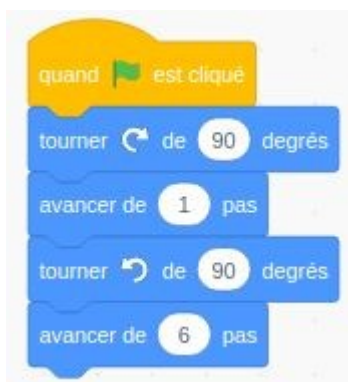 quand est cliqué
tourner de 90 degrés
avancer de 1 pas
tourner de 90 degrés
avancer de 6 pas